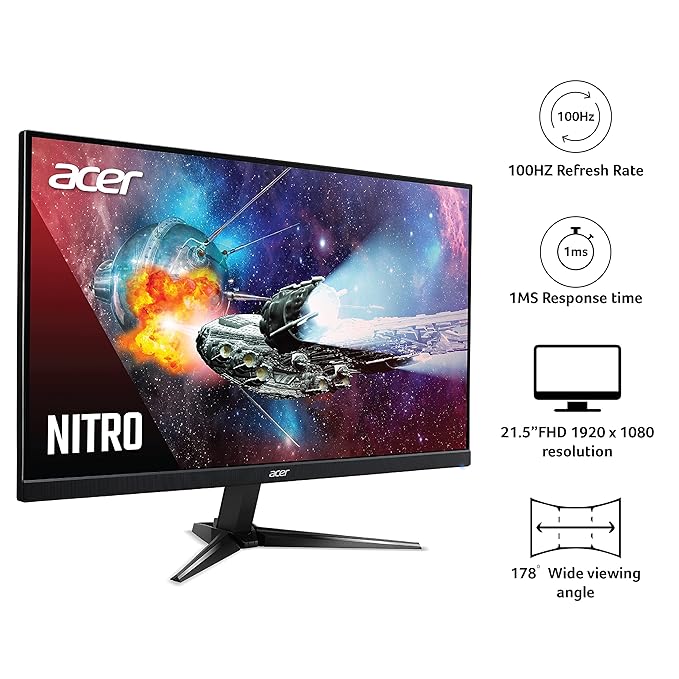 acer
NITRO
acer
100Hz
100HZ Refresh Rate
1ms
1MS Response time
21.5"FHD 1920 x 1080
resolution
178° Wide viewing
angle